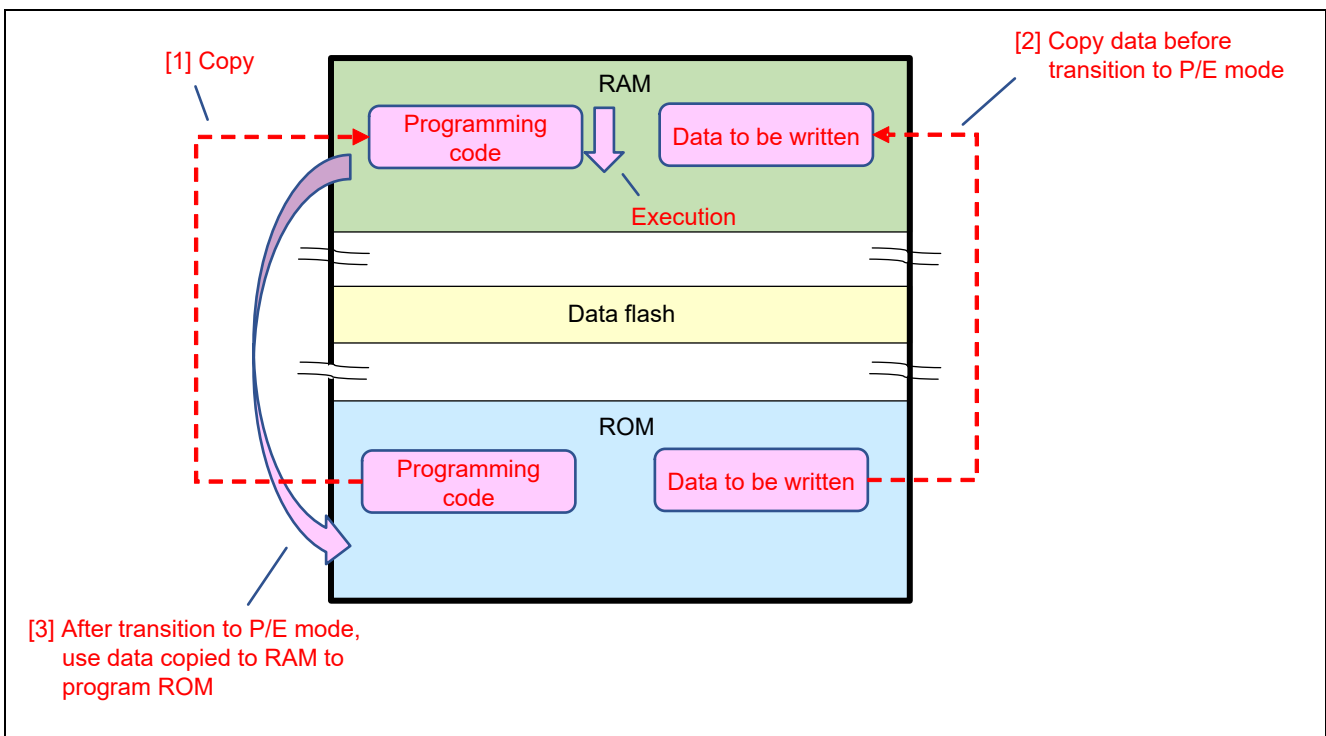 [1] Copy
[2] Copy data before
transition to P/E mode
RAM
Programming
code
Data to be written
Execution
Data flash
ROM
Programming
code
Data to be written
[3] After transition to P/E mode,
use data copied to RAM to
program ROM